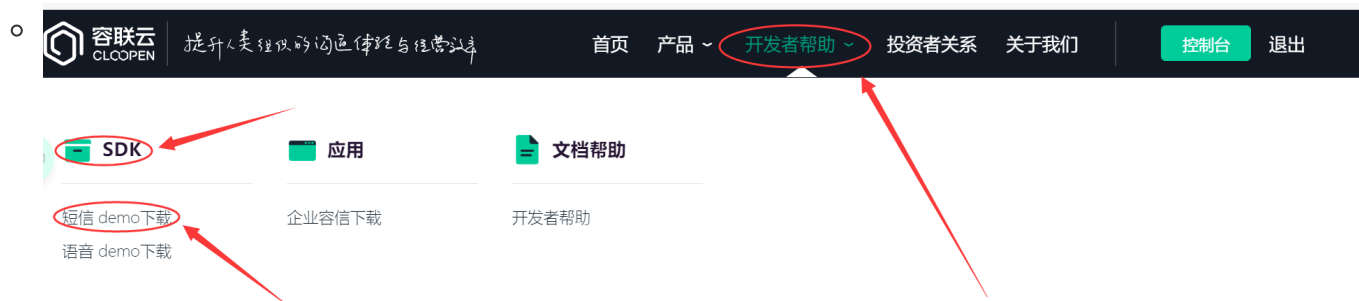 容联云
CLOOPEN
提升人类组织的沟通体验与经营效率
首页 产品 开发者帮助 投资者关系 关于我们 控制台 退出
SDK 应用 文档帮助
短信 demo下载 企业容信下载 开发者帮助
语音 demo下载